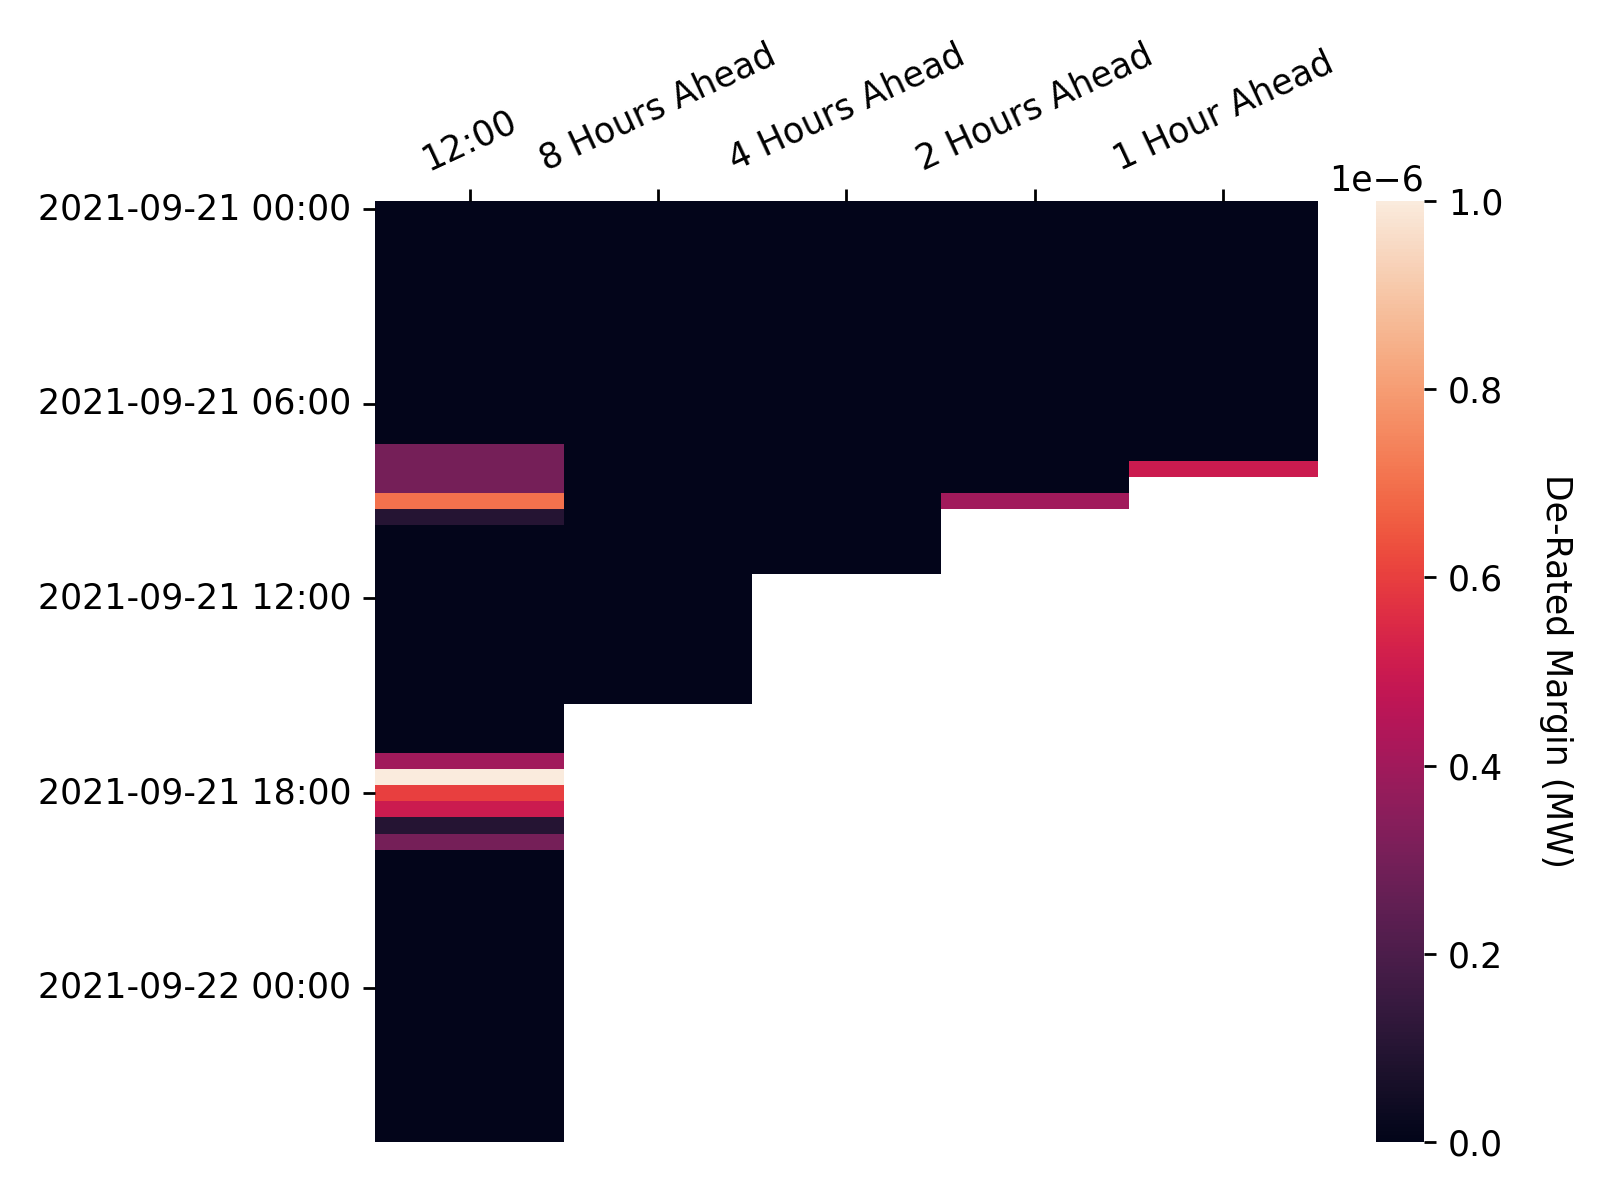 12:00
8 Hours Ahead
4 Hours Ahead
2 Hours Ahead
1 Hour Ahead
2021-09-21 00:00
2021-09-21 06:00
2021-09-21 12:00
2021-09-21 18:00
2021-09-22 00:00
1e−6
1.0
0.8
0.6
0.4
0.2
0.0
De-Rated Margin (MW)